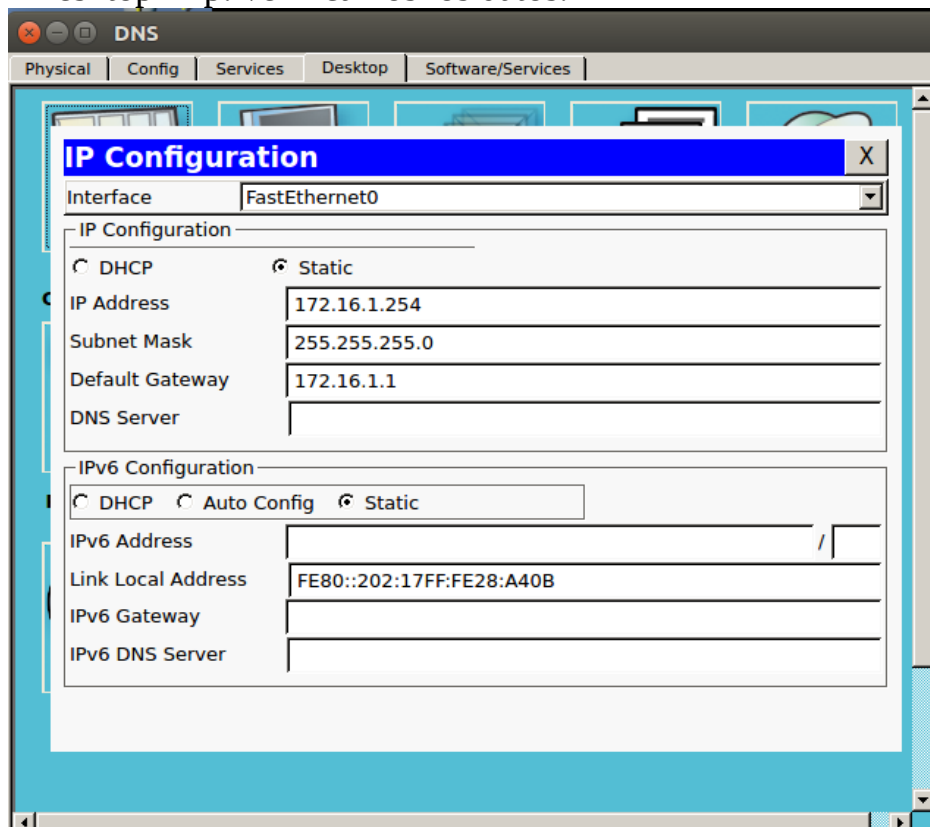 DNS
Physical Config Services Desktop Software/Services
IP Configuration X
Interface FastEthernet0
IP Configuration
DHCP Static
IP Address 172.16.1.254
Subnet Mask 255.255.255.0
Default Gateway 172.16.1.1
DNS Server
IPv6 Configuration
DHCP Auto Config Static
IPv6 Address /
Link Local Address FE80::202:17FF:FE28:A40B
IPv6 Gateway
IPv6 DNS Server